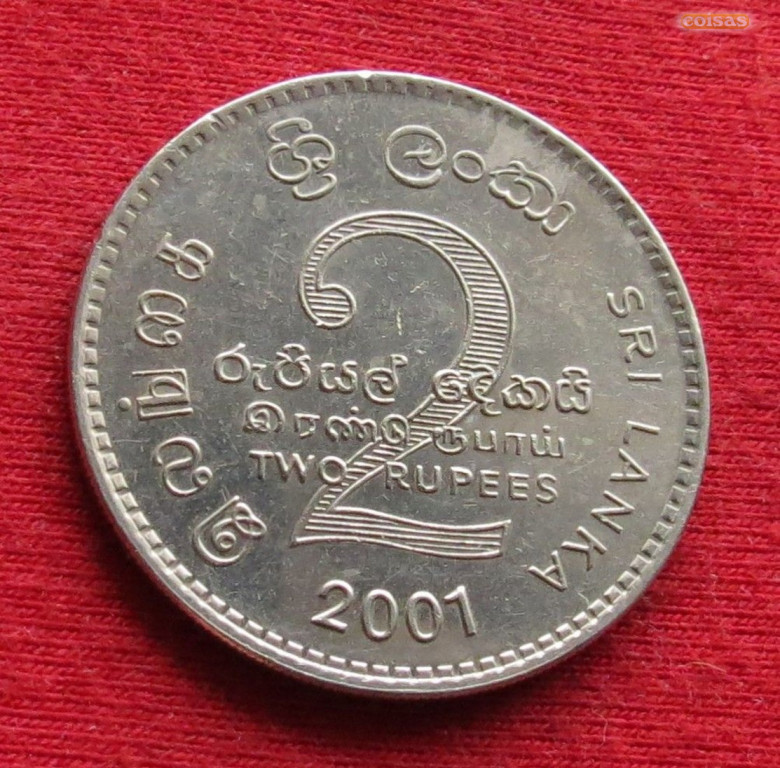 ශ්‍රී ලංකා
இலங்கை
SRI LANKA
2
රුපියල් දෙකයි
இரண்டு ரூபாய்
TWO RUPEES
2001
coisas